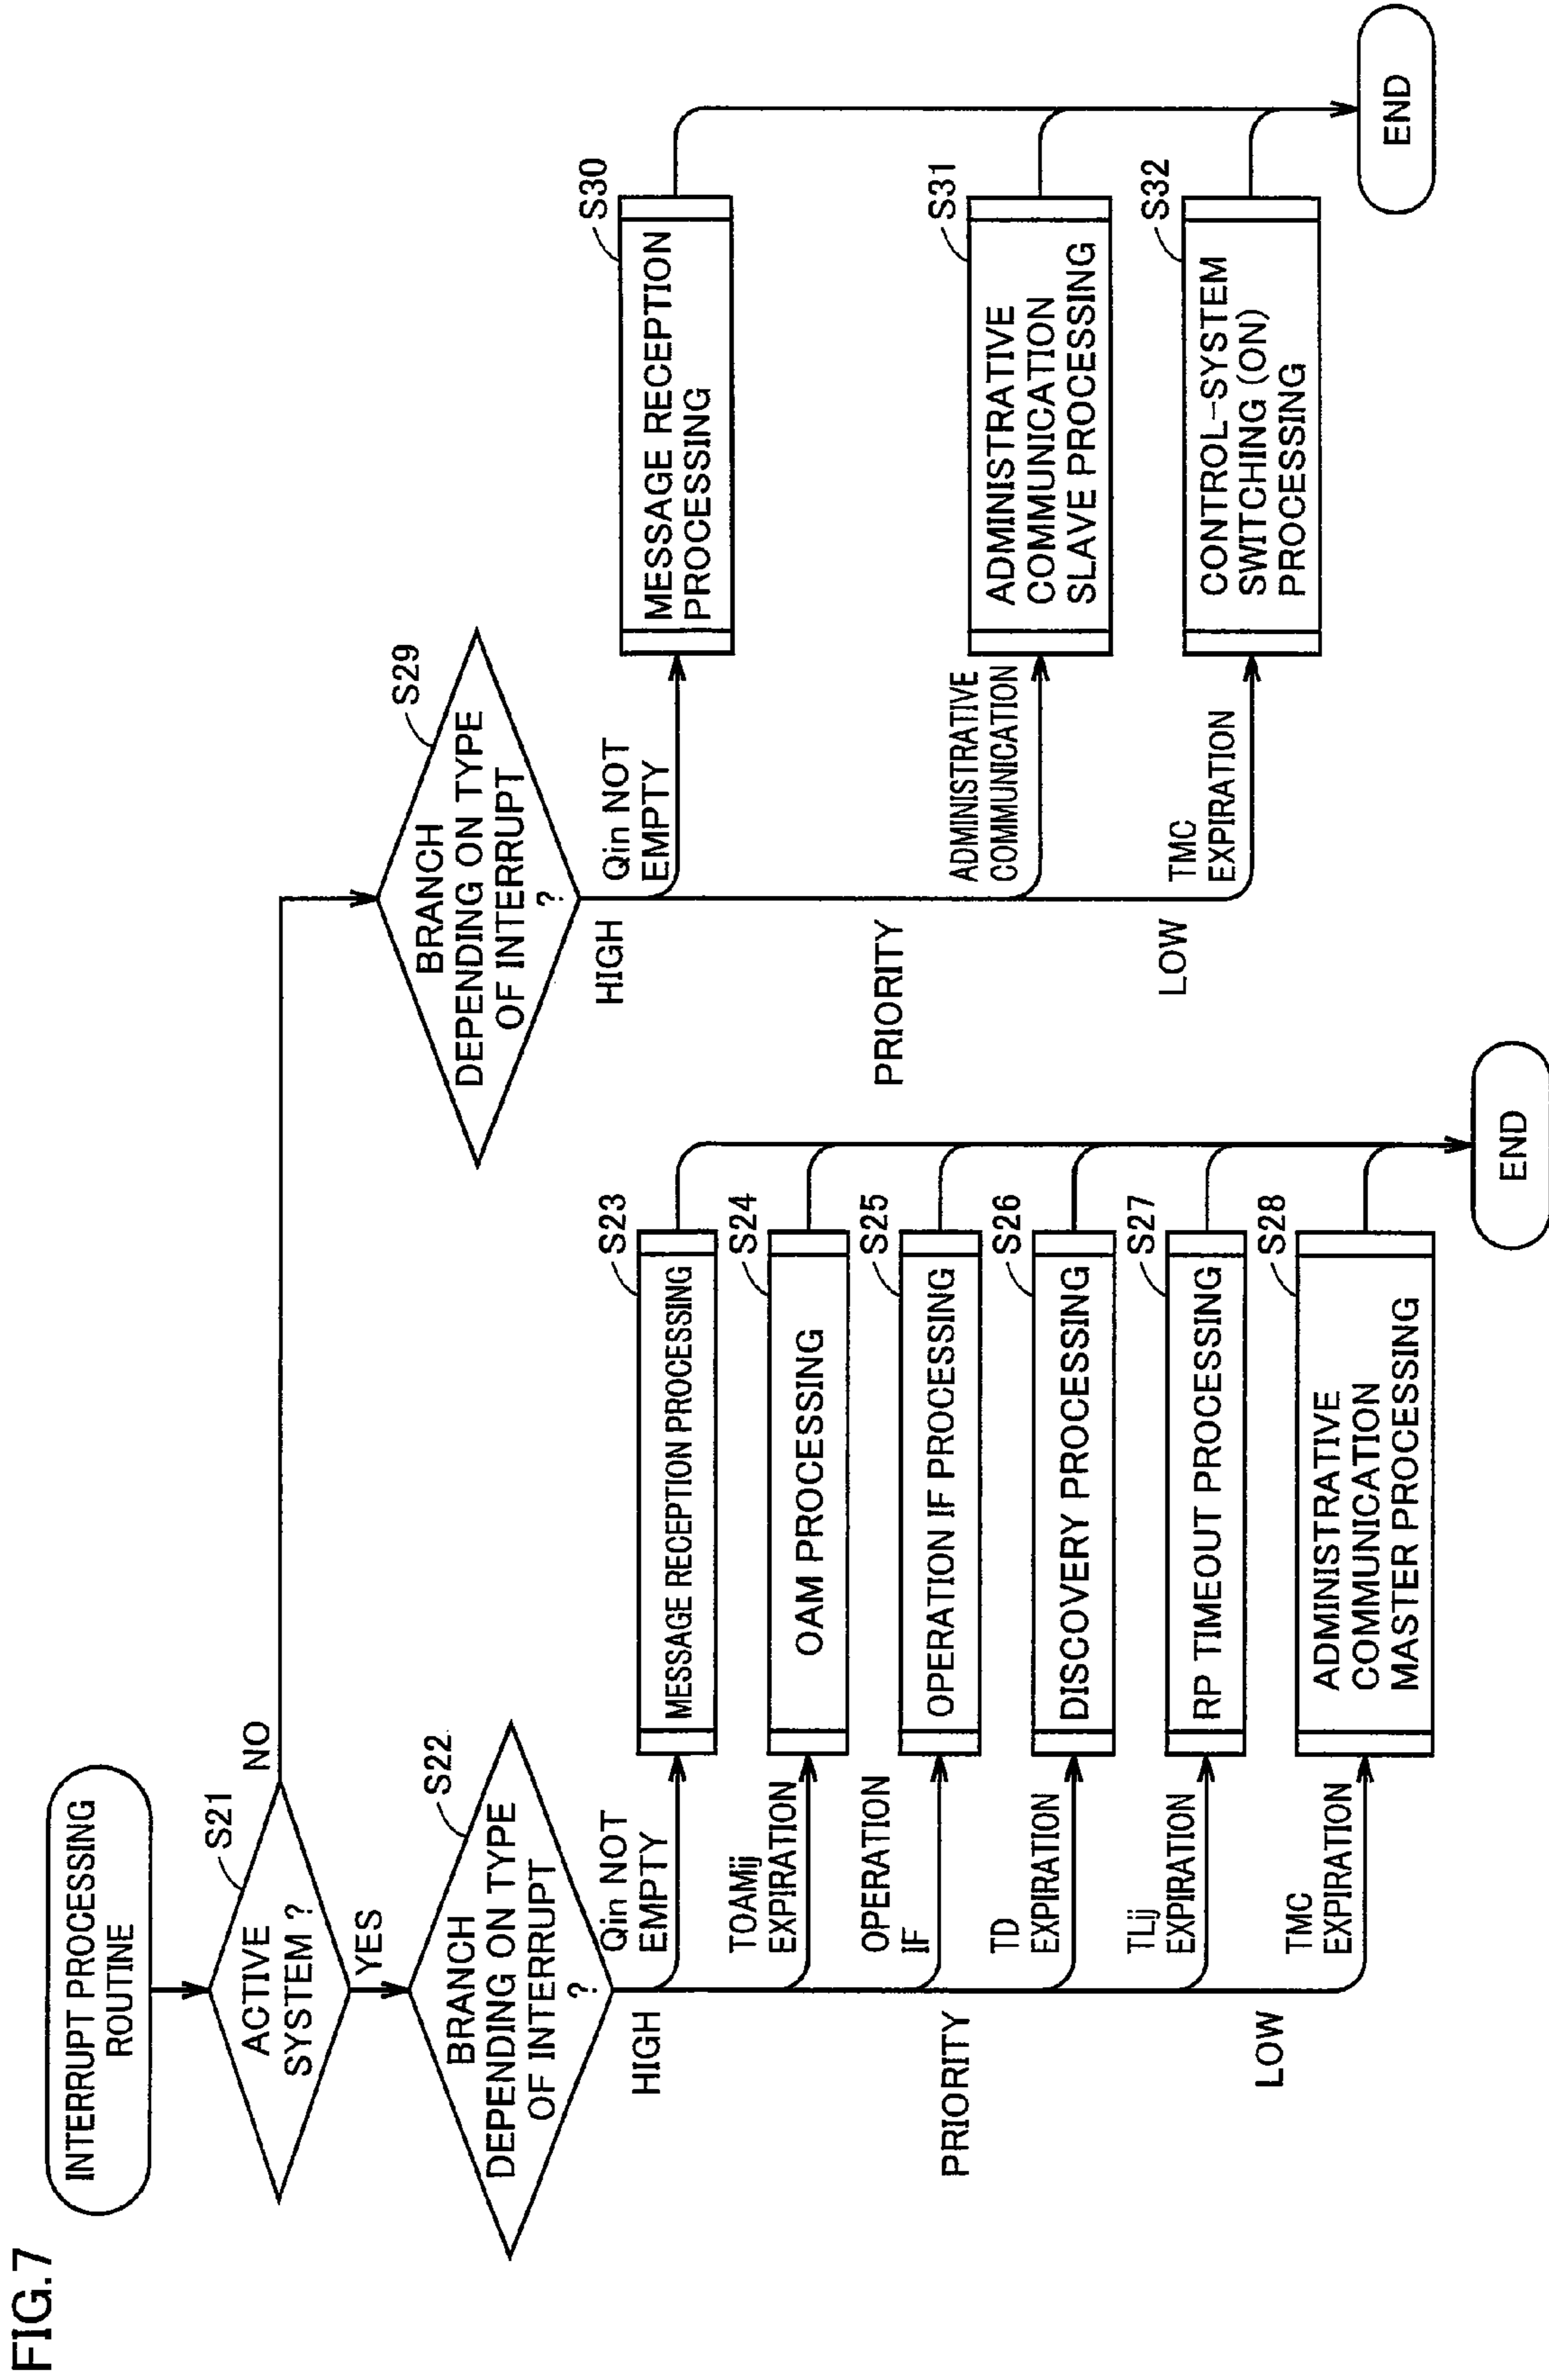 FIG.7
INTERRUPT PROCESSING
ROUTINE
S21
ACTIVE
SYSTEM ?
NO
YES
S22
BRANCH
DEPENDING ON TYPE
OF INTERRUPT
?
HIGH
PRIORITY
LOW
Qin NOT
EMPTY
S23
MESSAGE RECEPTION PROCESSING
TOAMij
EXPIRATION
S24
OAM PROCESSING
OPERATION
IF
S25
OPERATION IF PROCESSING
TD
EXPIRATION
S26
DISCOVERY PROCESSING
TLij
EXPIRATION
S27
RP TIMEOUT PROCESSING
TMC
EXPIRATION
S28
ADMINISTRATIVE
COMMUNICATION
MASTER PROCESSING
END
S29
BRANCH
DEPENDING ON TYPE
OF INTERRUPT
?
HIGH
PRIORITY
LOW
Qin NOT
EMPTY
S30
MESSAGE RECEPTION
PROCESSING
ADMINISTRATIVE
COMMUNICATION
S31
ADMINISTRATIVE
COMMUNICATION
SLAVE PROCESSING
TMC
EXPIRATION
S32
CONTROL-SYSTEM
SWITCHING (ON)
PROCESSING
END